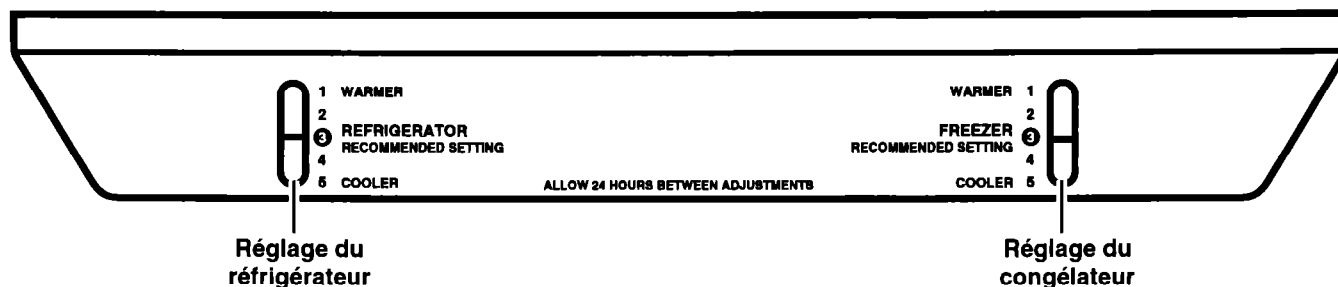 1 WARMER
2
3 REFRIGERATOR
RECOMMENDED SETTING
4
5 COOLER
ALLOW 24 HOURS BETWEEN ADJUSTMENTS
WARMER 1
2
FREEZER 3
RECOMMENDED SETTING
4
COOLER 5
Réglage du
réfrigérateur
Réglage du
congélateur